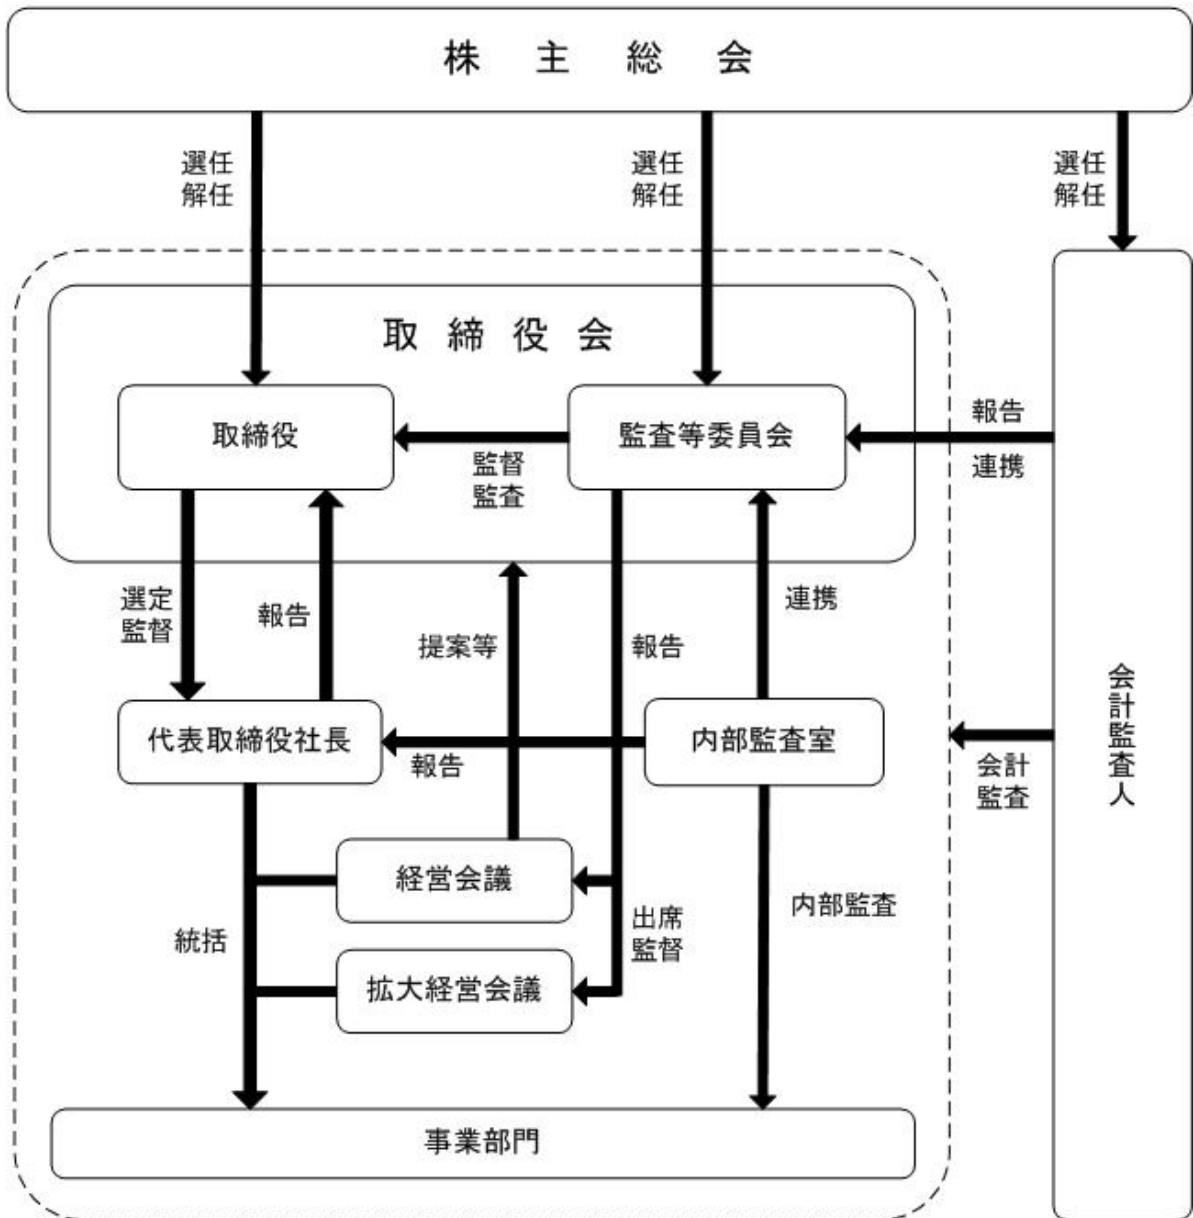 株主総会
選任
解任
選任
解任
選任
解任
取締役会
取締役
監査等委員会
監督
監査
報告
連携
選定
監督
報告
提案等
報告
連携
代表取締役社長
報告
内部監査室
会計監査人
会計
監査
経営会議
拡大経営会議
統括
出席
監督
内部監査
事業部門